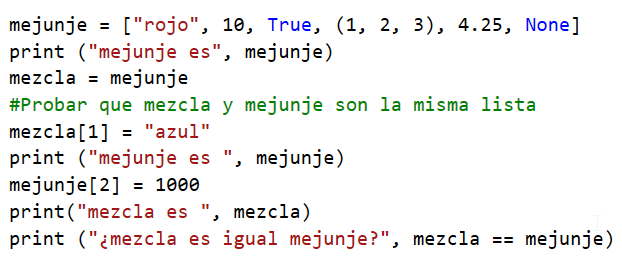 mejunje = ["rojo", 10, True, (1, 2, 3), 4.25, None]
print ("mejunje es", mejunje)
mezcla = mejunje
#Probar que mezcla y mejunje son la misma lista
mezcla[1] = "azul"
print ("mejunje es ", mejunje)
mejunje[2] = 1000
print("mezcla es ", mezcla)
print ("¿mezcla es igual mejunje?", mezcla == mejunje)